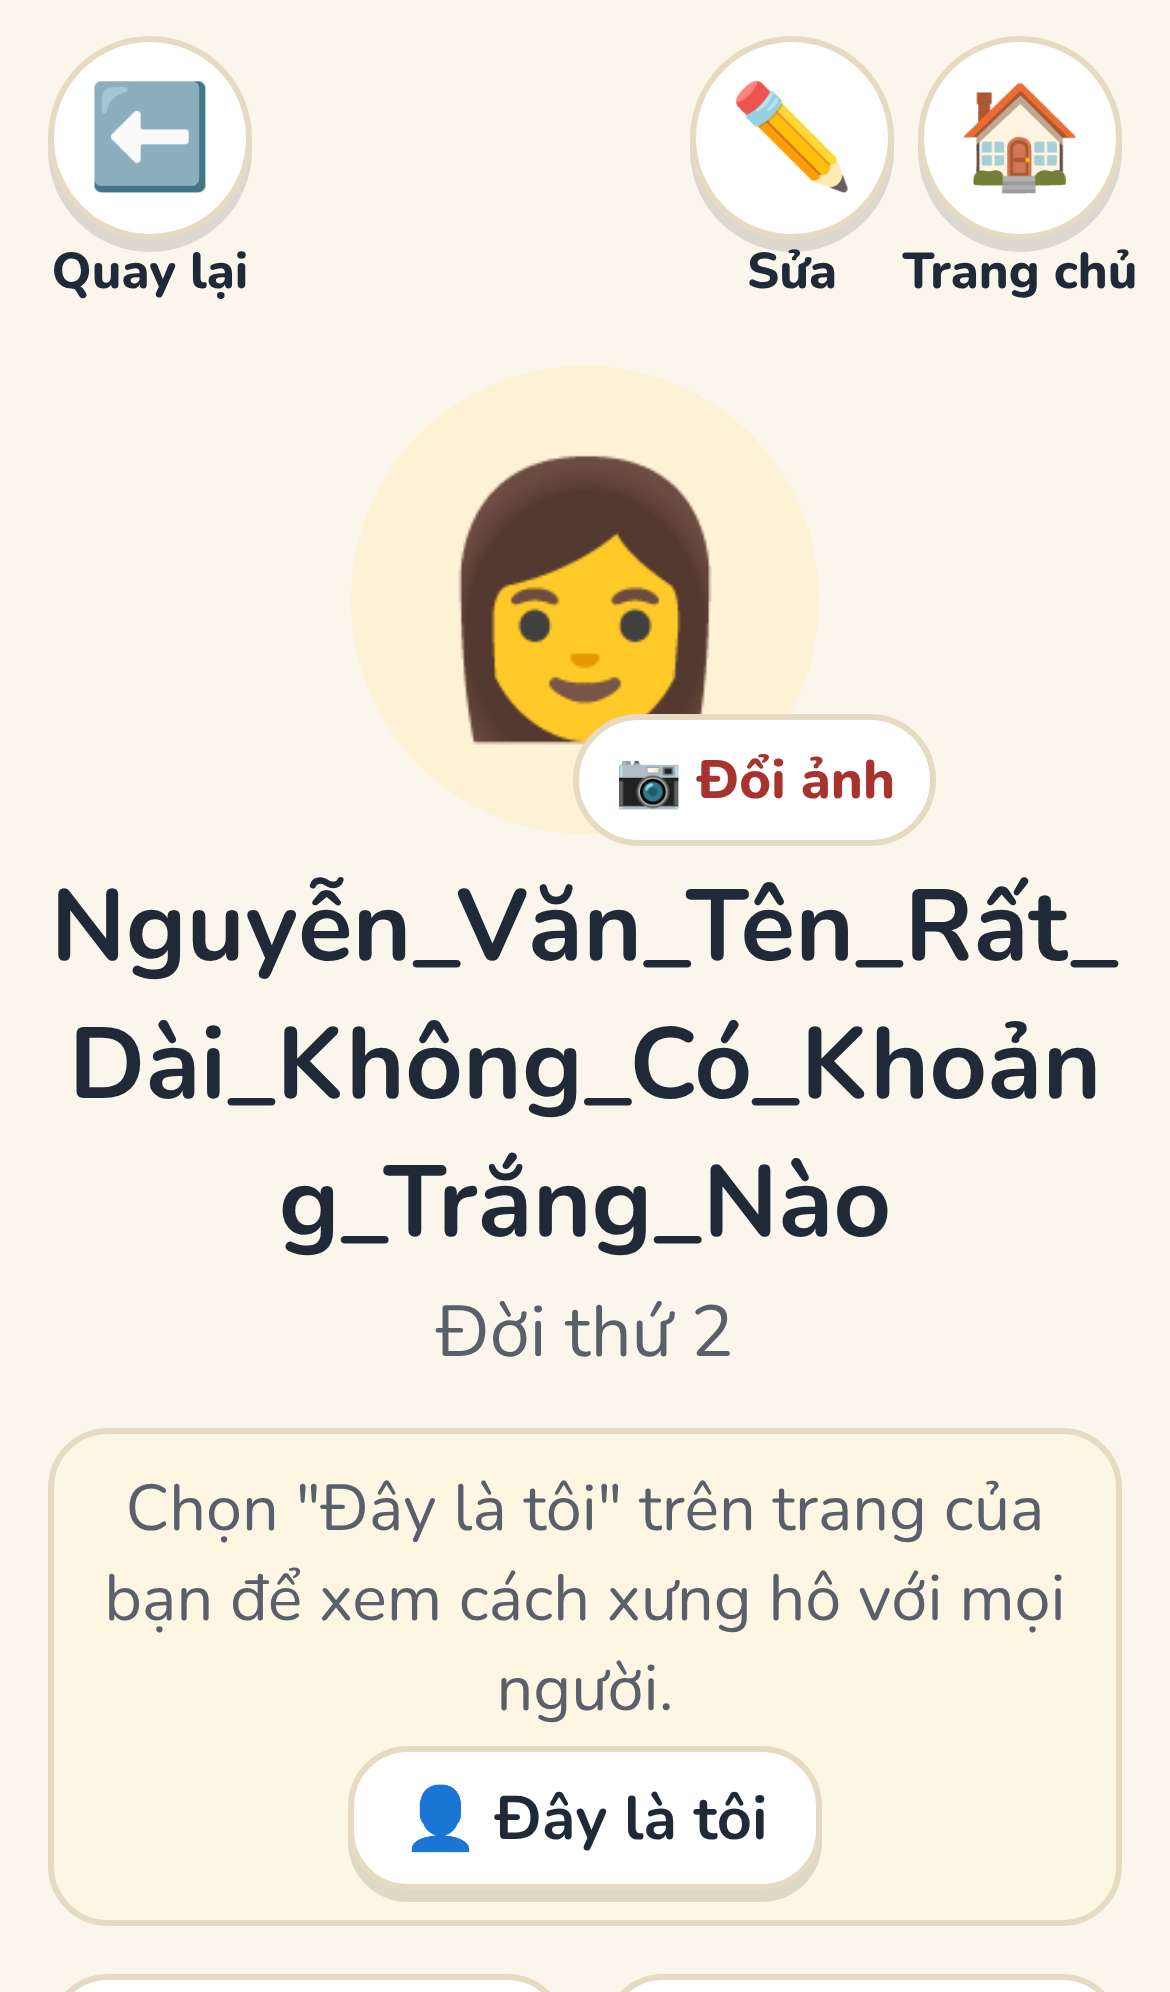 Quay lại
Sửa
Trang chủ
Đổi ảnh
Nguyễn_Văn_Tên_Rất_
Dài_Không_Có_Khoản
g_Trắng_Nào
Đời thứ 2
Chọn "Đây là tôi" trên trang của
bạn để xem cách xưng hô với mọi
người.
Đây là tôi